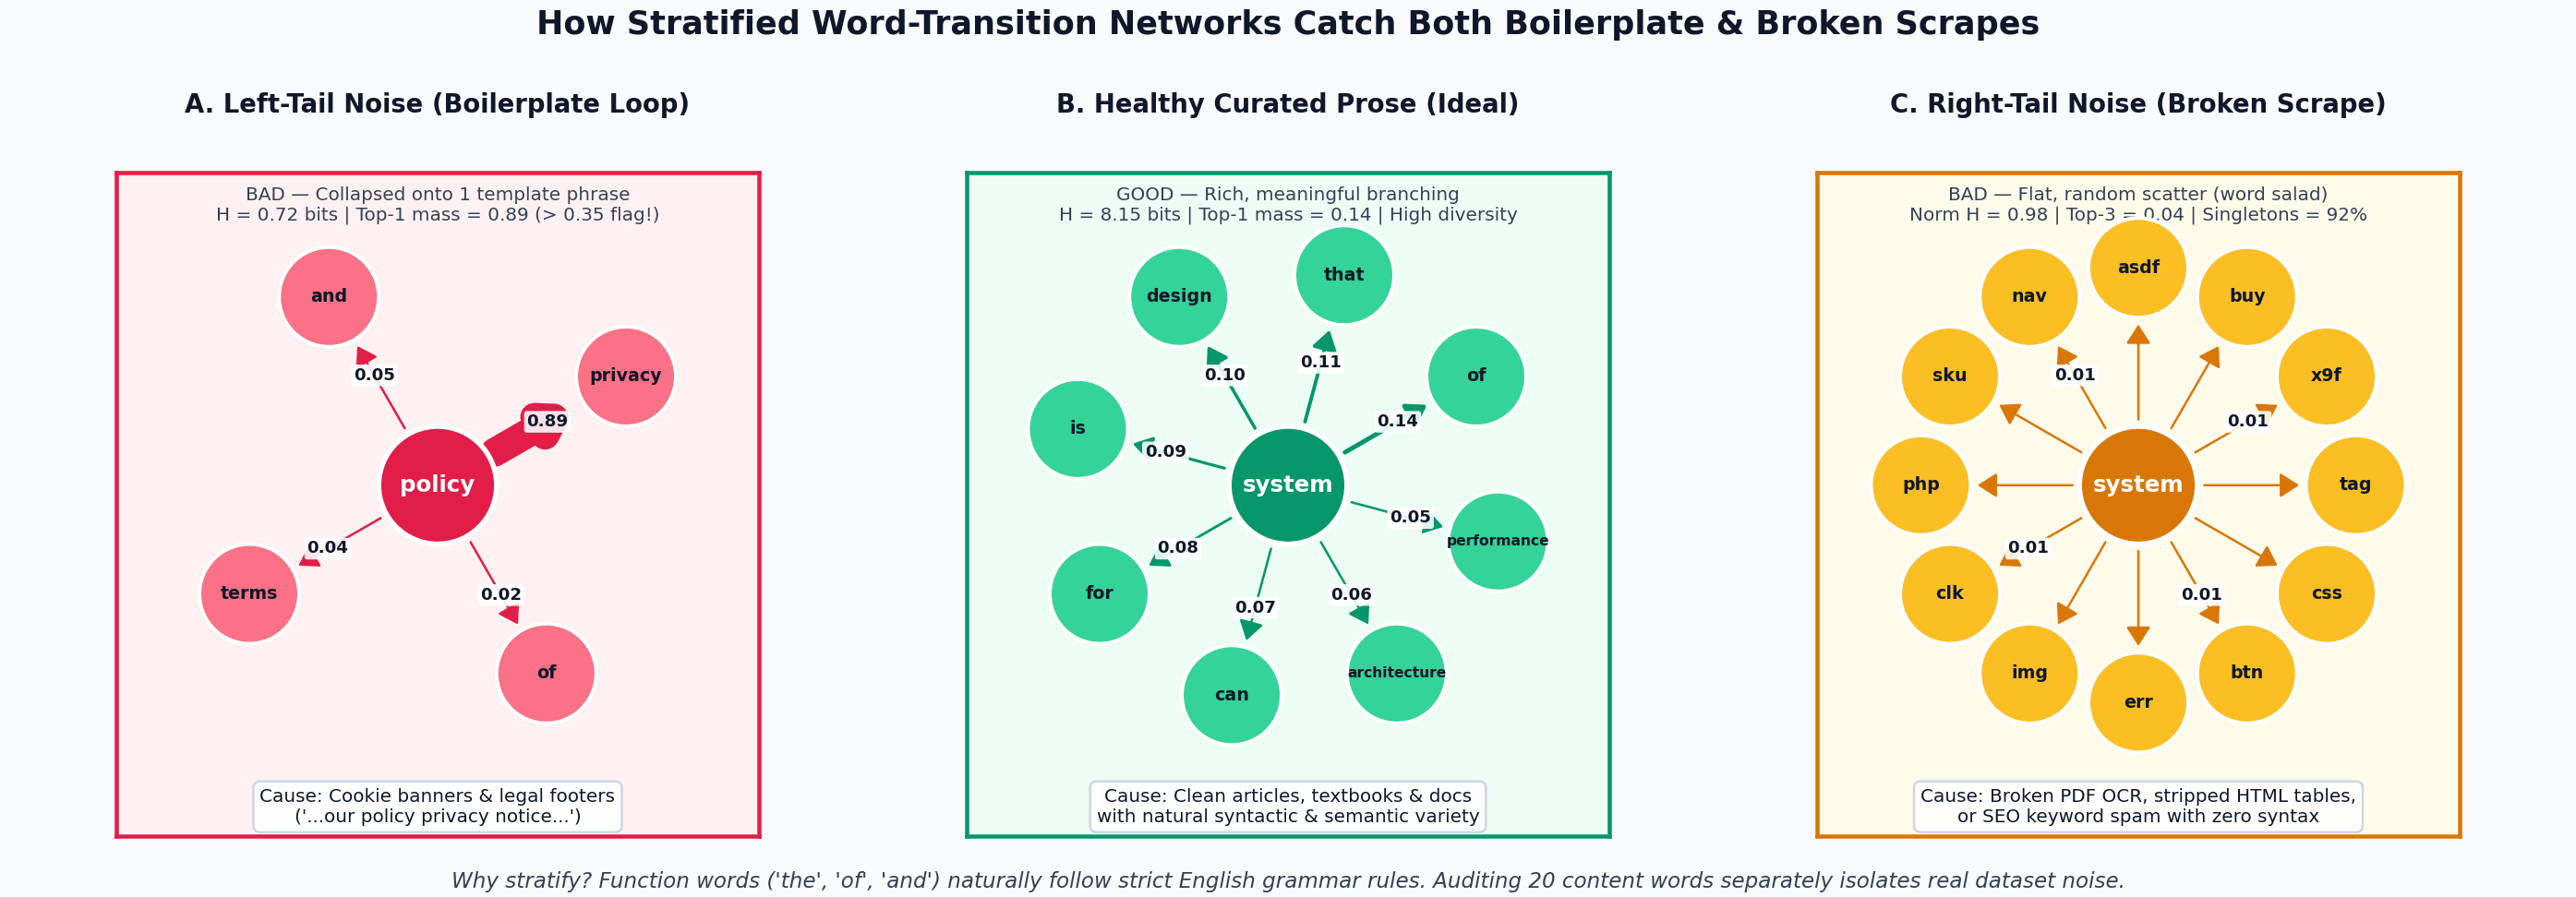 How Stratified Word-Transition Networks Catch Both Boilerplate & Broken Scrapes
A. Left-Tail Noise (Boilerplate Loop)
BAD — Collapsed onto 1 template phrase
H = 0.72 bits | Top-1 mass = 0.89 (> 0.35 flag!)
and
privacy
0.05
0.89
policy
0.04
terms
0.02
of
Cause: Cookie banners & legal footers
('...our policy privacy notice...')
B. Healthy Curated Prose (Ideal)
GOOD — Rich, meaningful branching
H = 8.15 bits | Top-1 mass = 0.14 | High diversity
that
design
of
0.11
0.10
0.14
is
0.09
system
0.05
performance
0.08
for
0.07
0.06
can
architecture
Cause: Clean articles, textbooks & docs
with natural syntactic & semantic variety
C. Right-Tail Noise (Broken Scrape)
BAD — Flat, random scatter (word salad)
Norm H = 0.98 | Top-3 = 0.04 | Singletons = 92%
asdf
nav
buy
sku
0.01
x9f
0.01
php
system
tag
0.01
clk
0.01
css
img
btn
err
Cause: Broken PDF OCR, stripped HTML tables,
or SEO keyword spam with zero syntax
Why stratify? Function words ('the', 'of', 'and') naturally follow strict English grammar rules. Auditing 20 content words separately isolates real dataset noise.